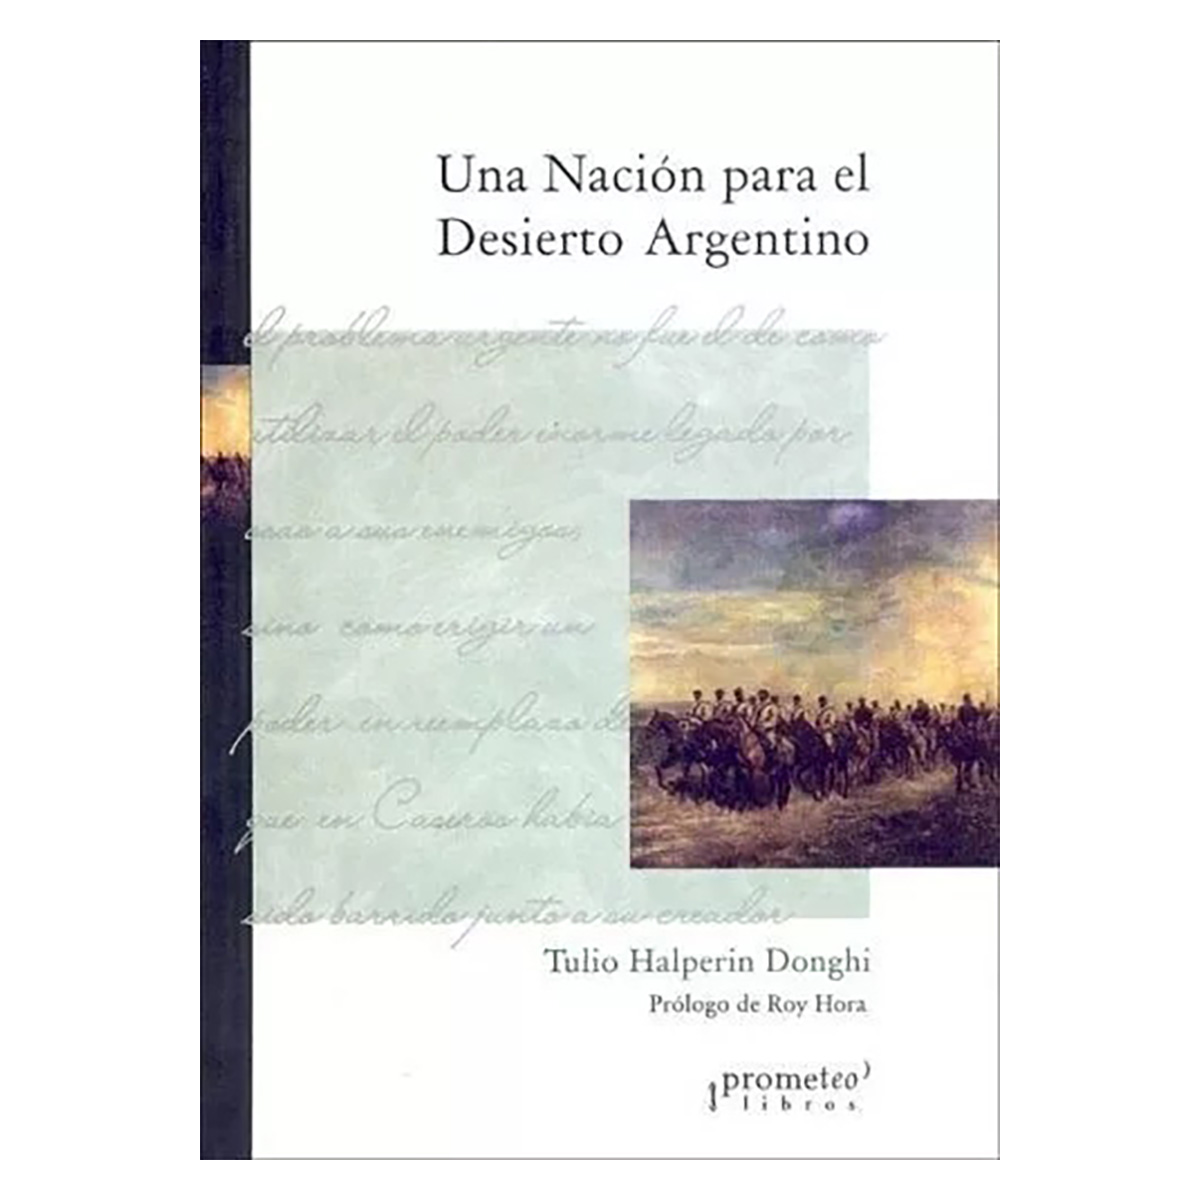 Una Nación para el
Desierto Argentino
el problema urgente no fue el de como
utilizar el poder enorme legado por
a sus enemigos,
sino como erigir un
poder en reemplazo d
que en Caseros había
sido barrido junto a su creador
Tulio Halperin Donghi
Prólogo de Roy Hora
prometeo)
libros